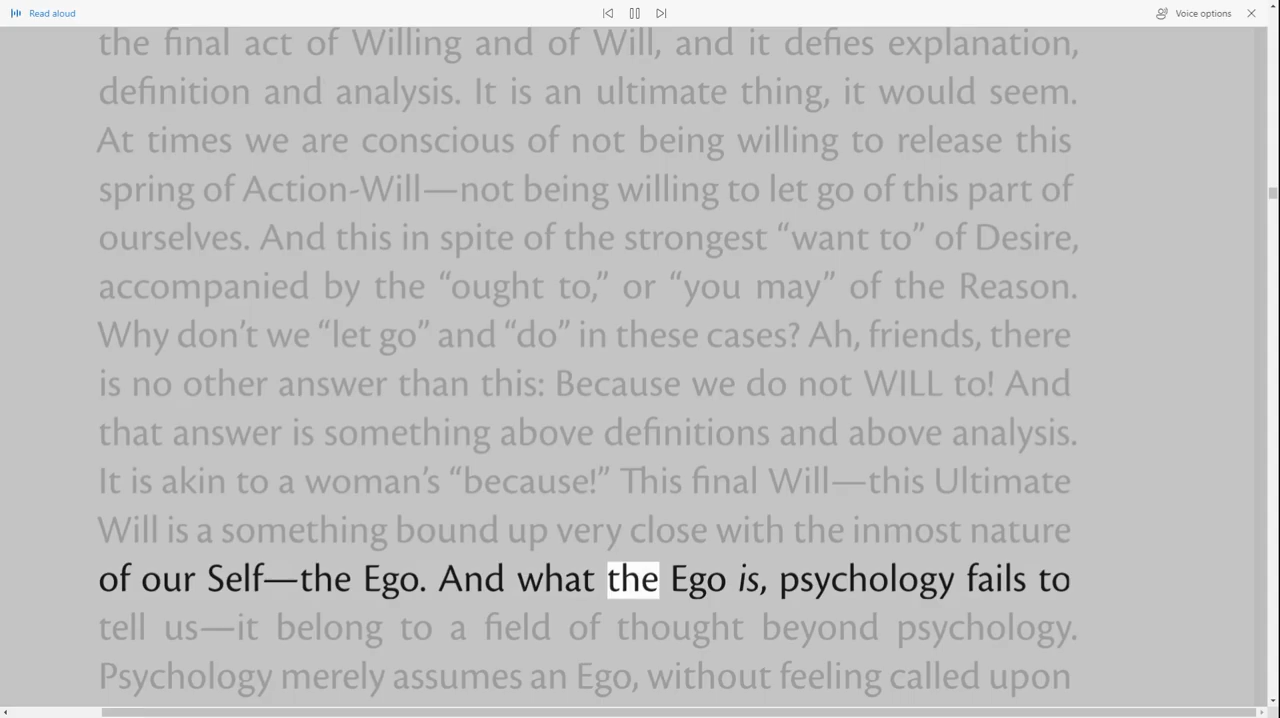 Read aloud
Voice options
the final act of Willing and of Will, and it defies explanation,
definition and analysis. It is an ultimate thing, it would seem.
At times we are conscious of not being willing to release this
spring of Action-Will—not being willing to let go of this part of
ourselves. And this in spite of the strongest “want to” of Desire,
accompanied by the “ought to,” or “you may” of the Reason.
Why don’t we “let go” and “do” in these cases? Ah, friends, there
is no other answer than this: Because we do not WILL to! And
that answer is something above definitions and above analysis.
It is akin to a woman’s “because!” This final Will—this Ultimate
Will is a something bound up very close with the inmost nature
of our Self—the Ego. And what the Ego is, psychology fails to
tell us—it belong to a field of thought beyond psychology.
Psychology merely assumes an Ego, without feeling called upon